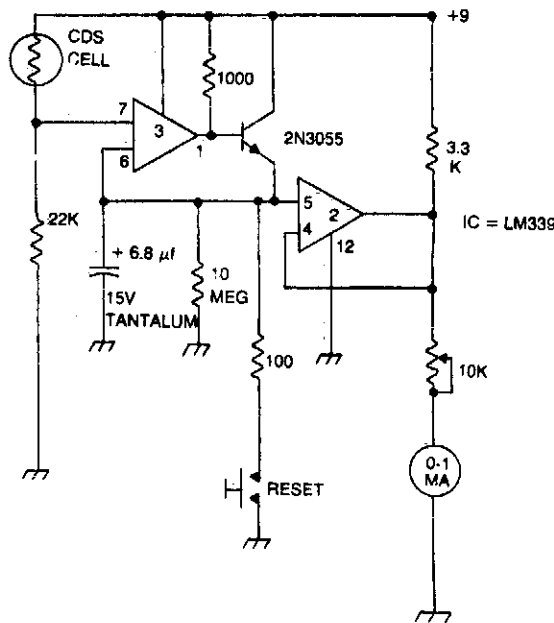 +9
CDS
CELL
1000
7
3
6
1
2N3055
3.3
K
22K
5
2
4
12
IC = LM339
+ 6.8 µf
15V
TANTALUM
10
MEG
100
10K
RESET
0-1
MA